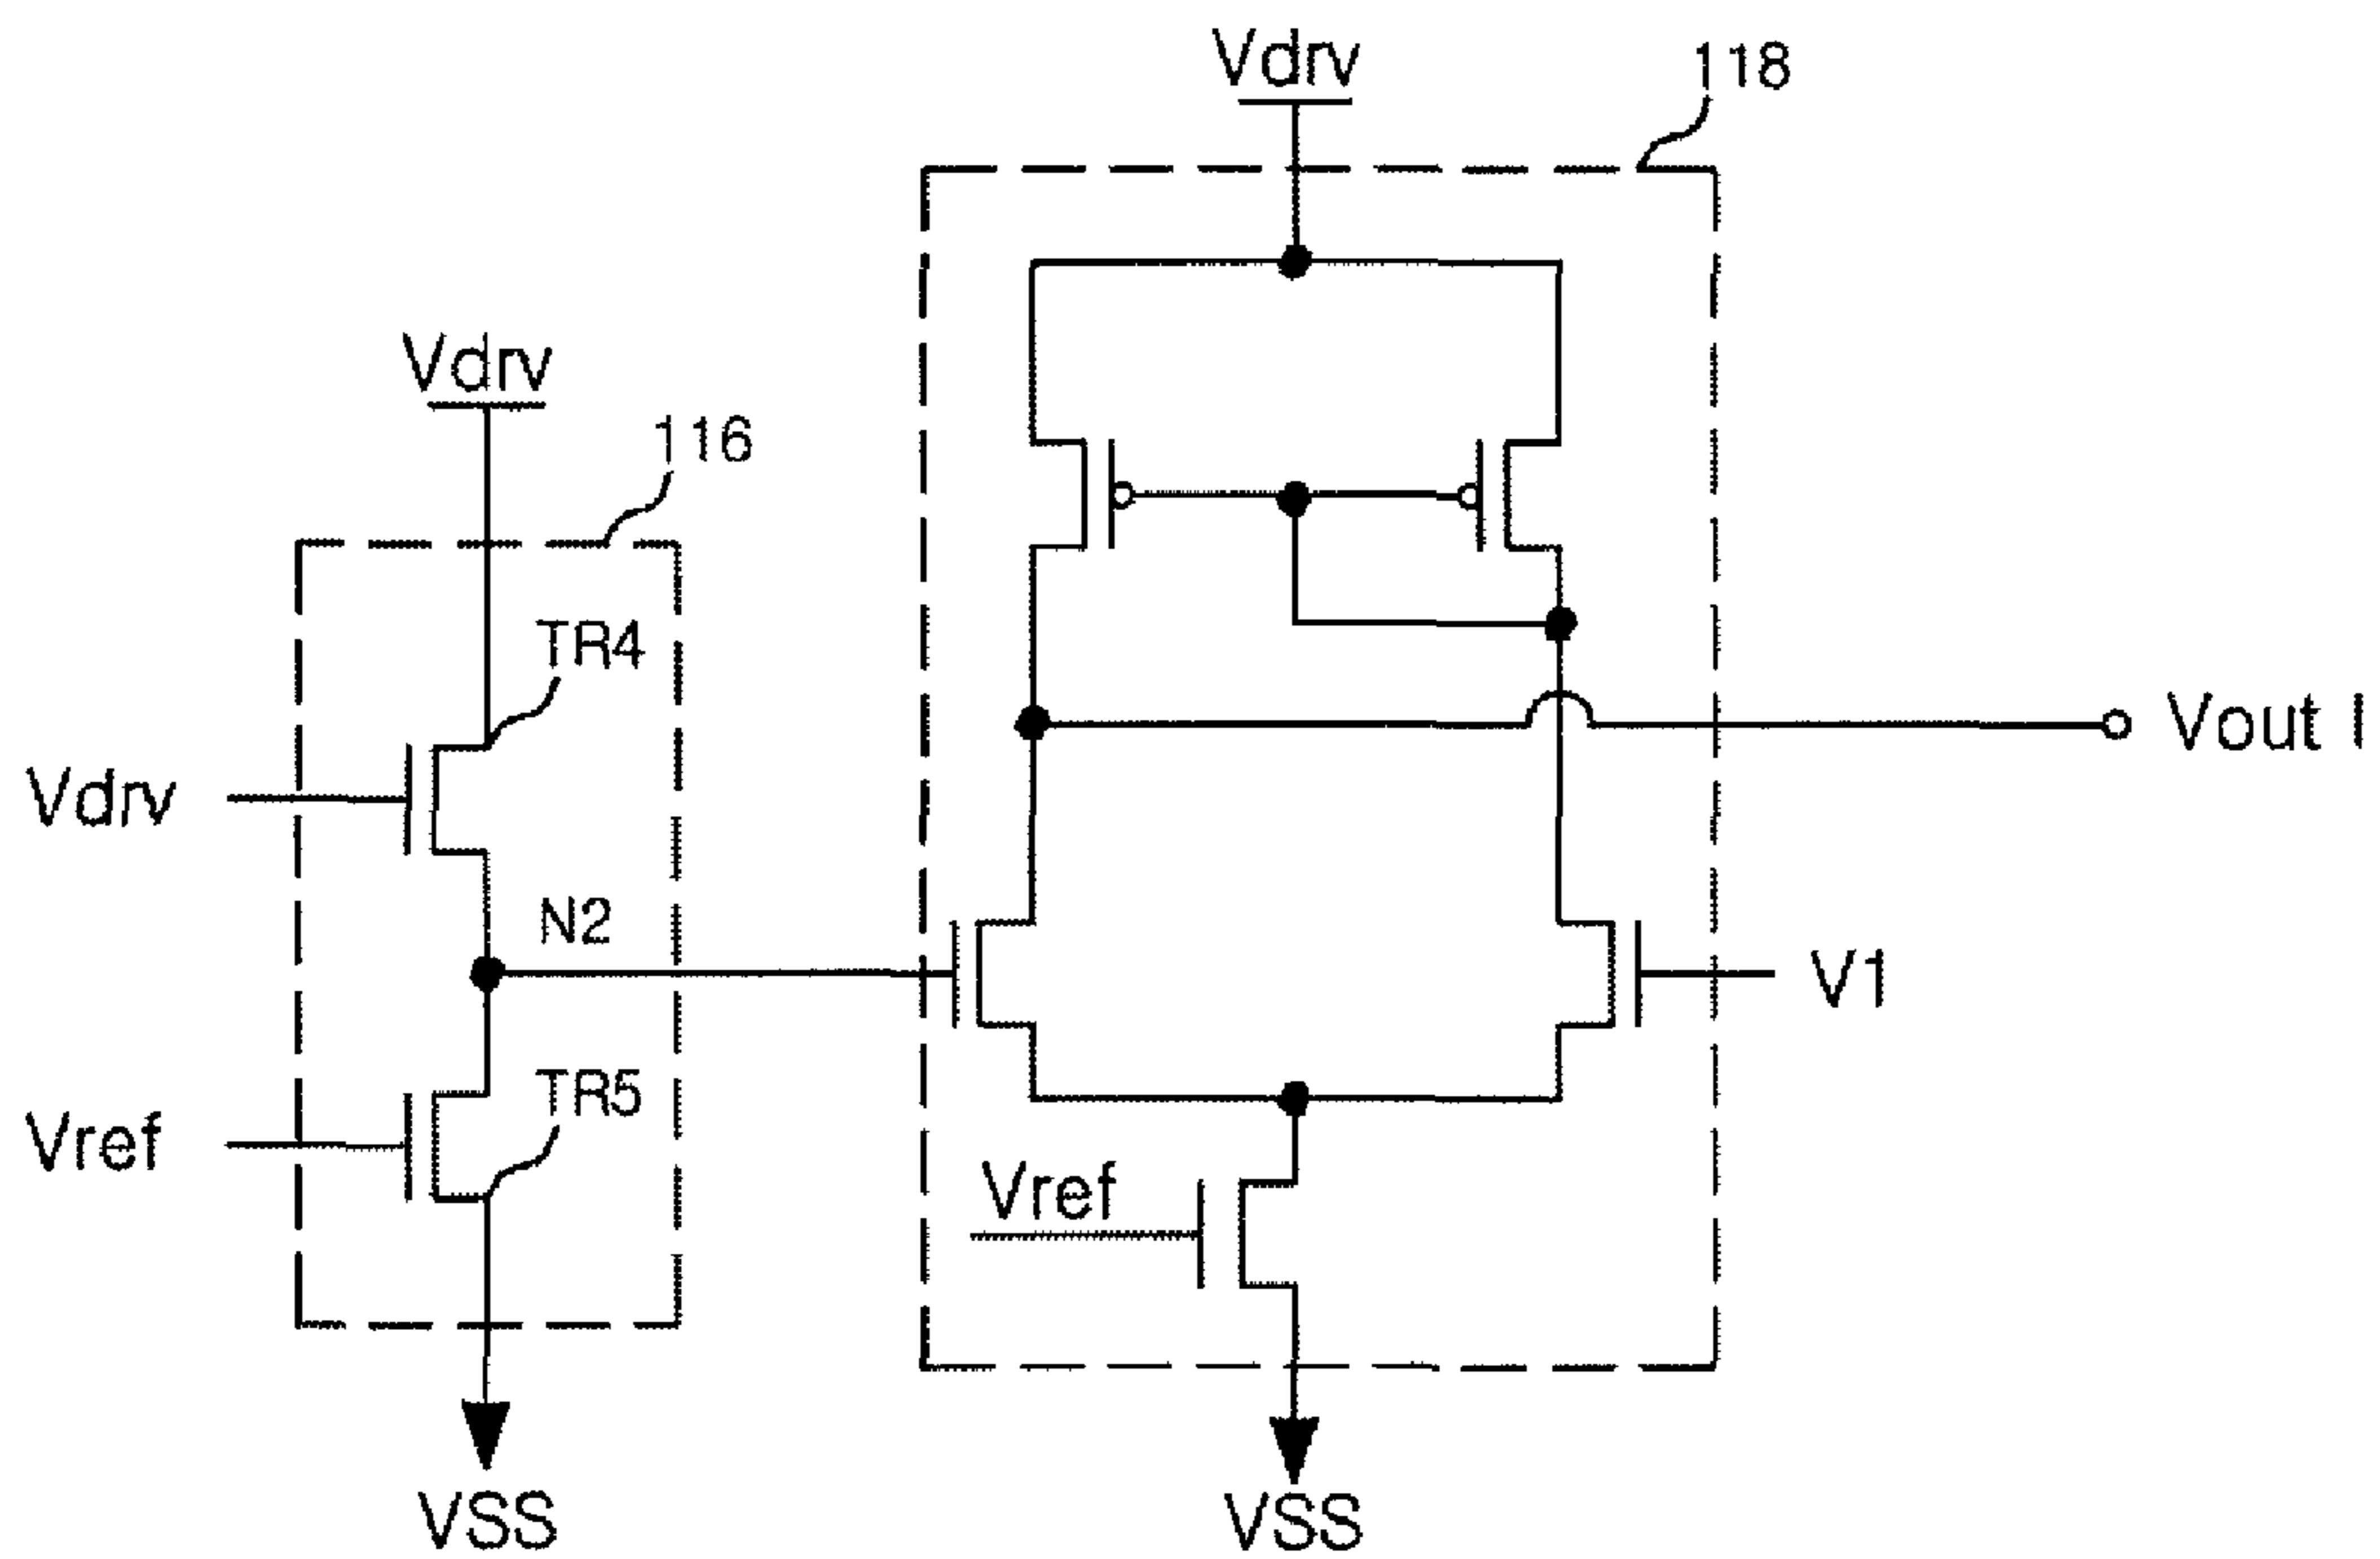 Vdrv
118
Vdrv
116
TR4
Vout I
Vdrv
N2
V1
TR5
Vref
Vref
VSS
VSS